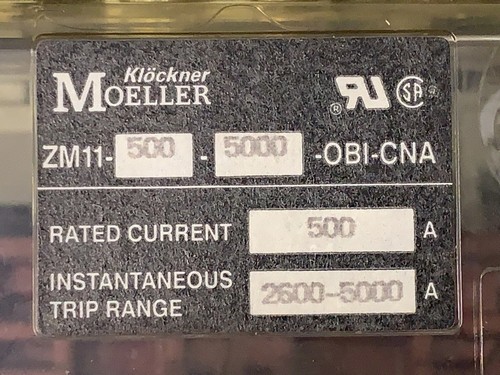 Klöckner
MOELLER
ZM11-500-5000-OBI-CNA
RATED CURRENT 500 A
INSTANTANEOUS
TRIP RANGE 2600-5000 A